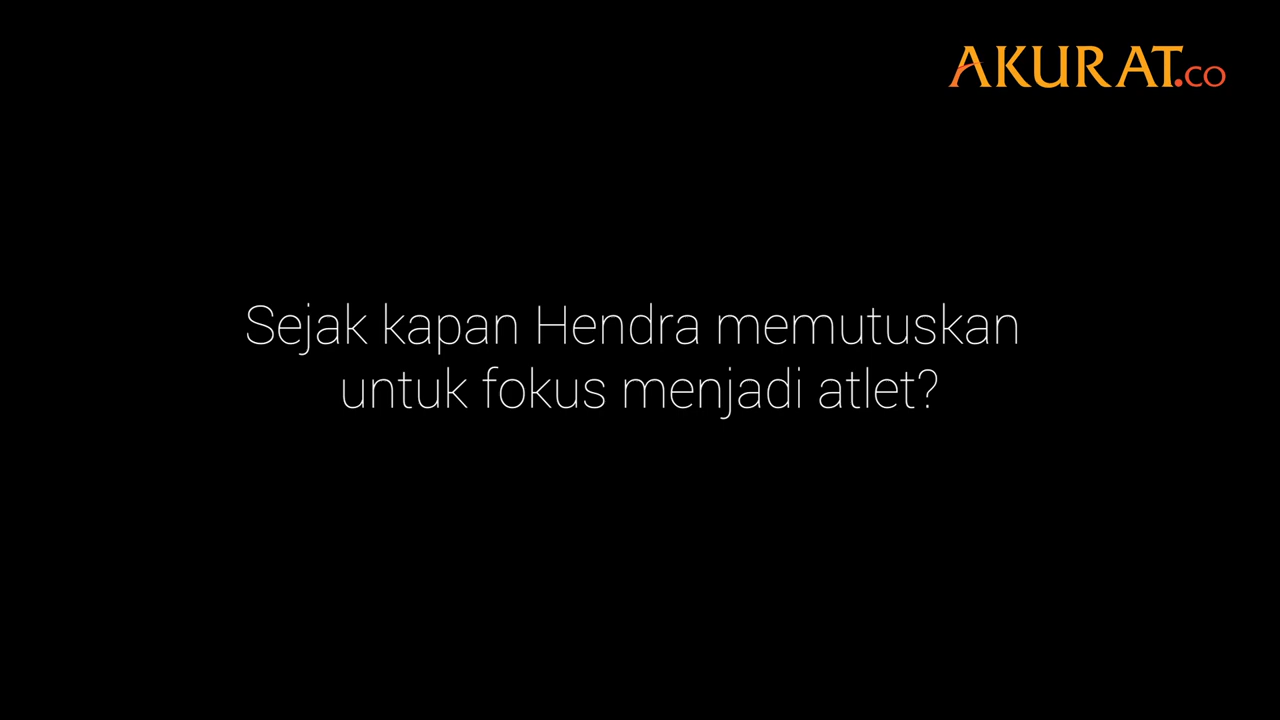 AKURAT.co
Sejak kapan Hendra memutuskan
untuk fokus menjadi atlet?